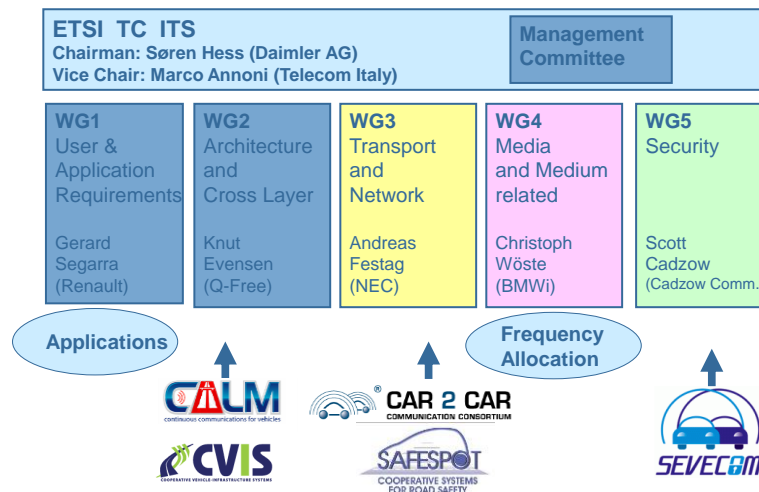 ETSI TC ITS
Chairman: Søren Hess (Daimler AG)
Vice Chair: Marco Annoni (Telecom Italy)
Management
Committee
WG1
User &
Application
Requirements
Gerard
Segarra
(Renault)
WG2
Architecture
and
Cross Layer
Knut
Evensen
(Q-Free)
WG3
Transport
and
Network
Andreas
Festag
(NEC)
WG4
Media
and Medium
related
Christoph
Wöste
(BMWi)
WG5
Security
Scott
Cadzow
(Cadzow Comm.
Applications
Frequency
Allocation
CALM
continuous communications for vehicles
CVIS
COOPERATIVE VEHICLE-INFRASTRUCTURE SYSTEMS
® CAR 2 CAR
COMMUNICATION CONSORTIUM
SAFESPOT
COOPERATIVE SYSTEMS
FOR ROAD SAFETY
SEVECOM